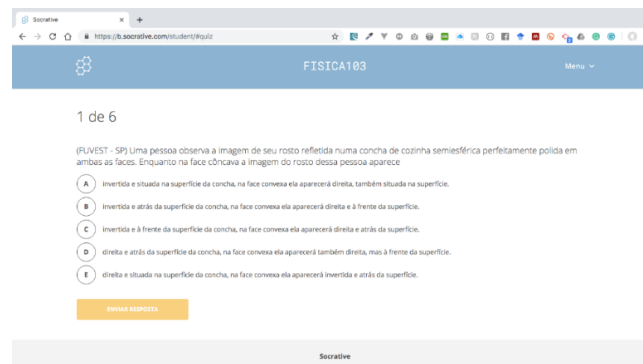 Socrative
https://b.socrative.com/student/#quiz
FISICA103
Menu
1 de 6
(FUVEST - SP) Uma pessoa observa a imagem de seu rosto refletida numa concha de cozinha semiesférica perfeitamente polida em
ambas as faces. Enquanto na face côncava a imagem do rosto dessa pessoa aparece
A invertida e situada na superfície da concha, na face convexa ela aparecerá direita, também situada na superfície.
B invertida e atrás da superfície da concha, na face convexa ela aparecerá direita e à frente da superfície.
C invertida e à frente da superfície da concha, na face convexa ela aparecerá direita e atrás da superfície.
D direita e atrás da superfície da concha, na face convexa ela aparecerá também direita, mas à frente da superfície.
E direita e situada na superfície da concha, na face convexa ela aparecerá invertida e atrás da superfície.
ENVIAR RESPOSTA
Socrative